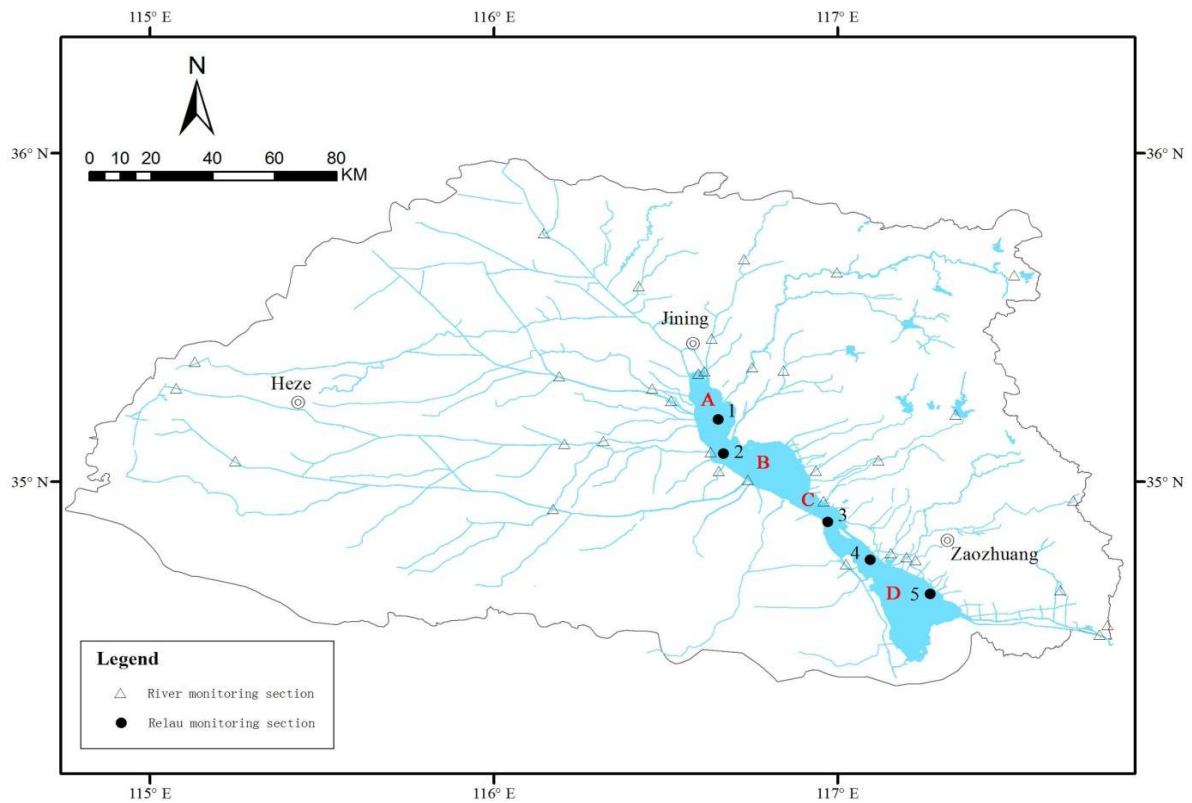 115° E 116° E 117° E
N
0 10 20 40 60 80
KM
36° N 36° N
Jining
Heze
A
1
2
B
35° N 35° N
C
3
4
Zaozhuang
D
5
Legend
River monitoring section
Relau monitoring section
115° E 116° E 117° E